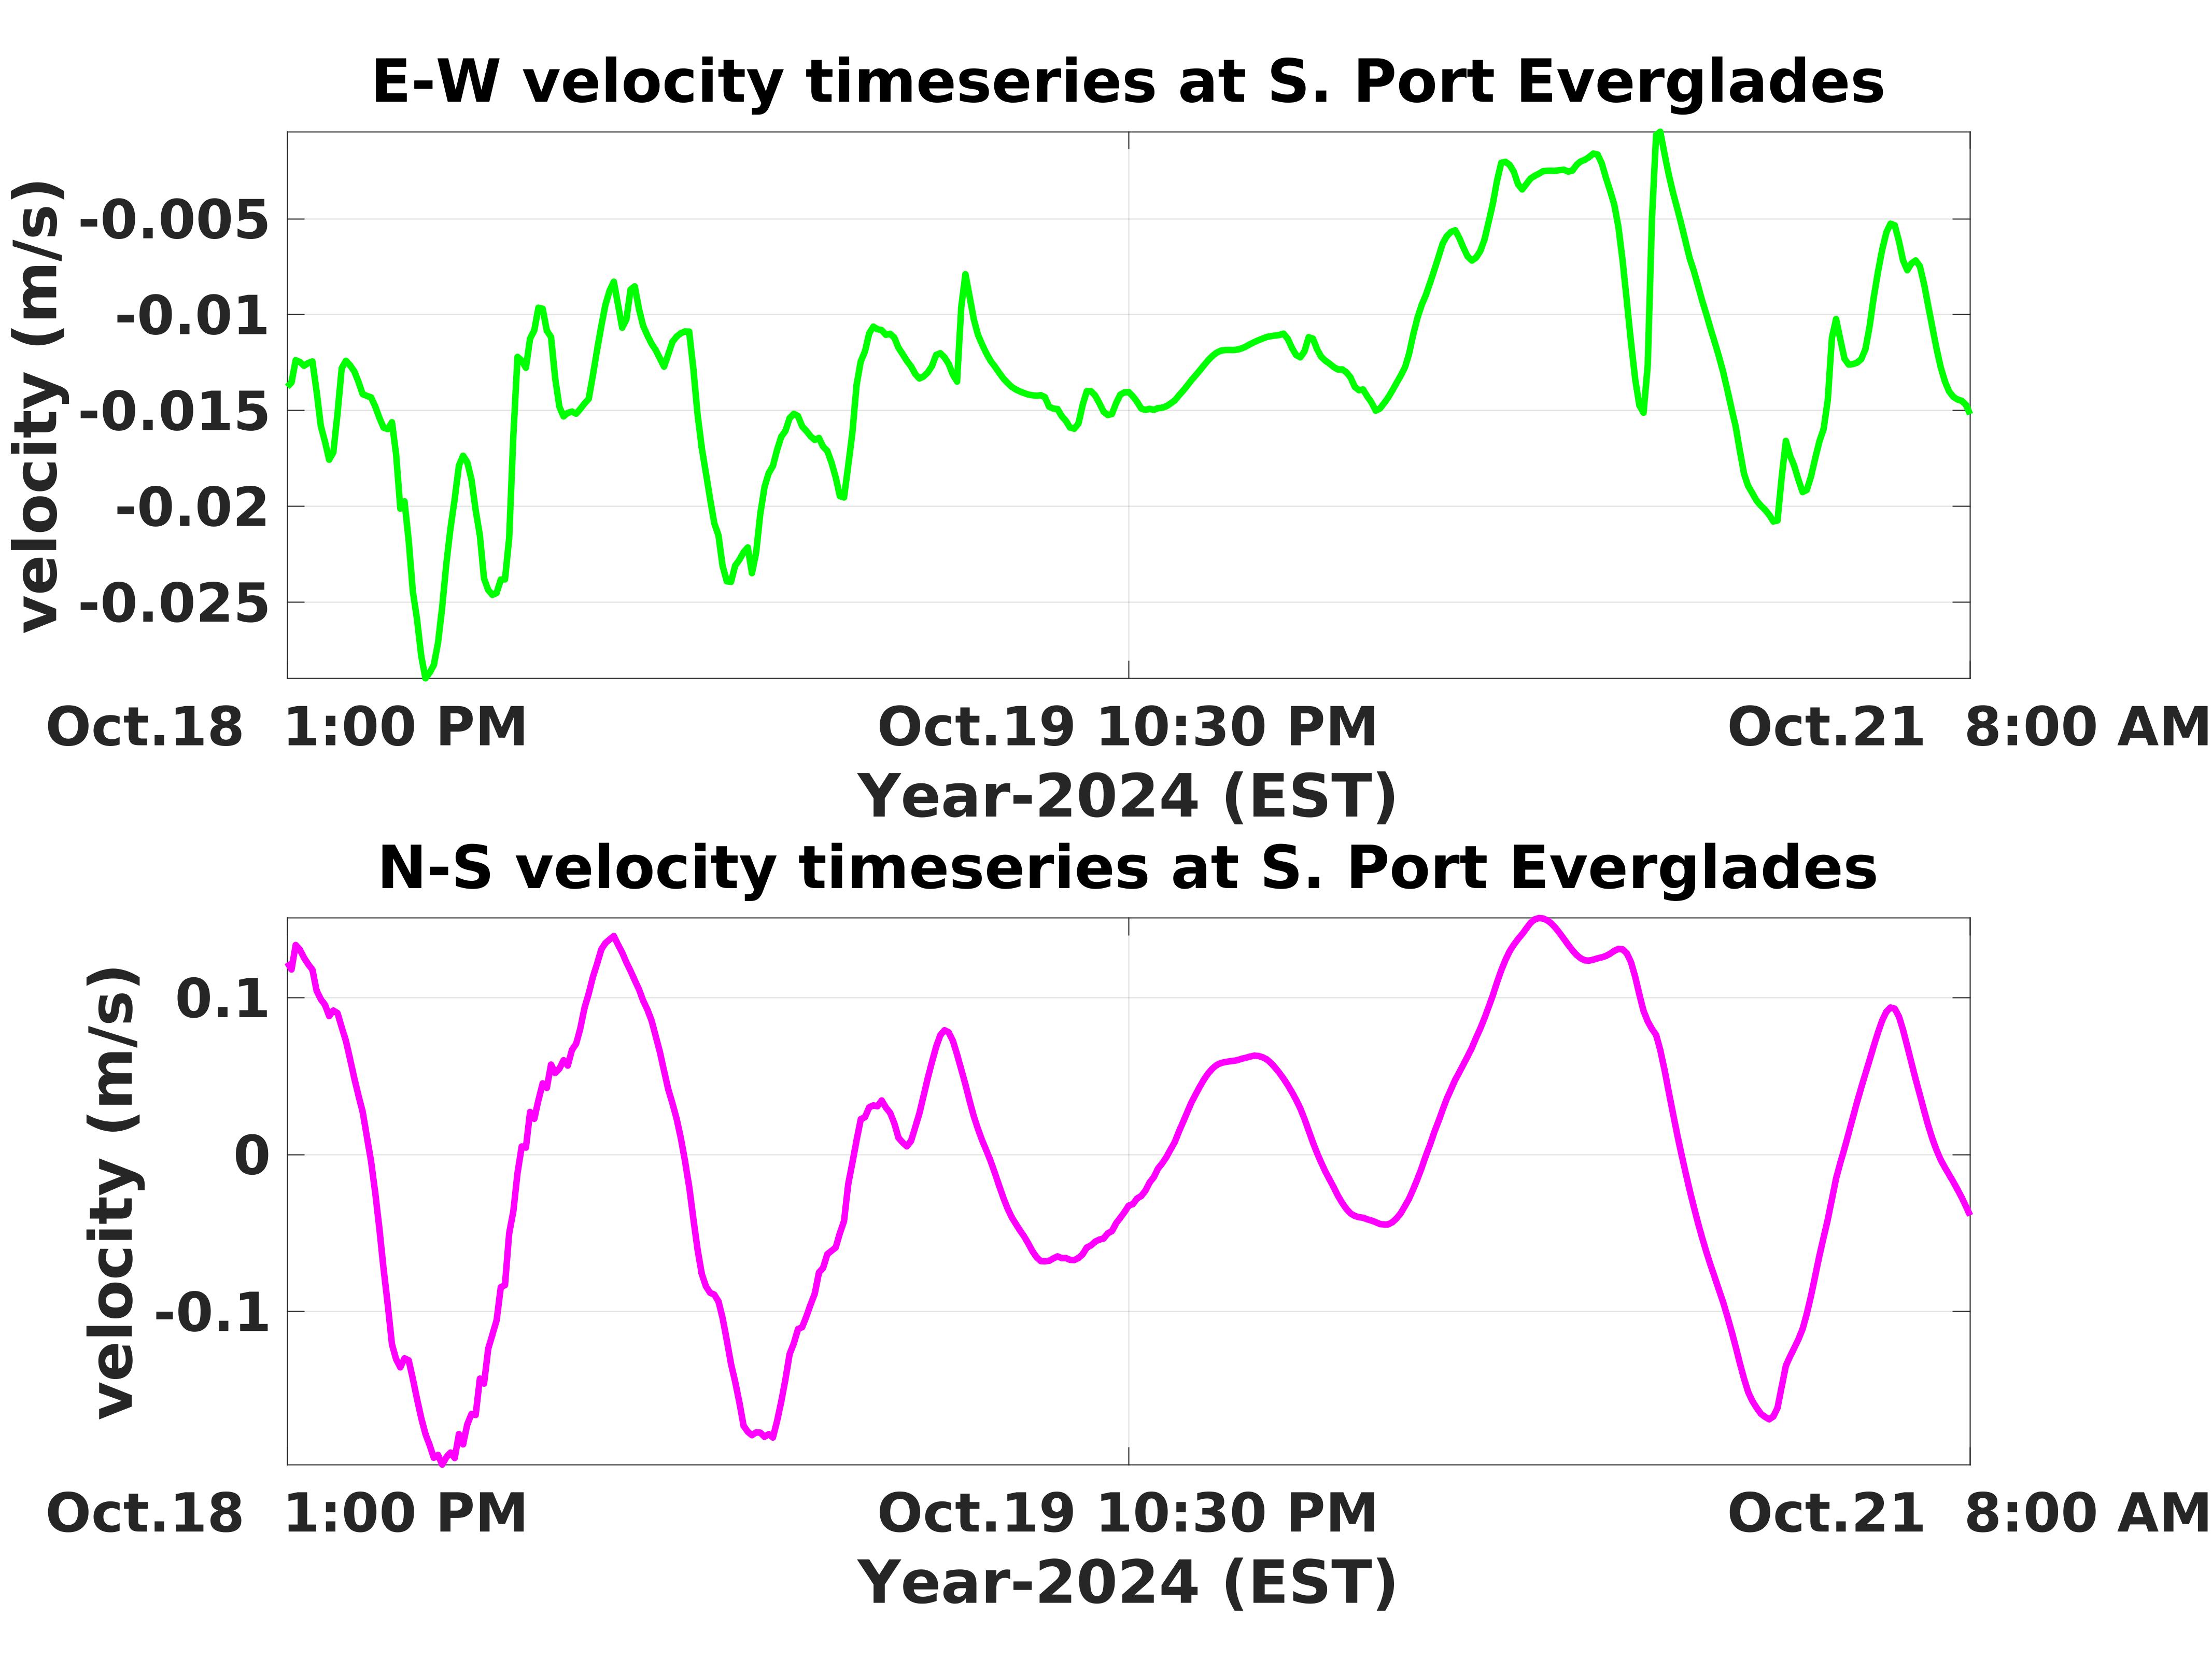 E-W velocity timeseries at S. Port Everglades
velocity (m/s)
-0.005
-0.01
-0.015
-0.02
-0.025
Oct.18 1:00 PM
Oct.19 10:30 PM
Oct.21 8:00 AM
Year-2024 (EST)
N-S velocity timeseries at S. Port Everglades
velocity (m/s)
0.1
0
-0.1
Oct.18 1:00 PM
Oct.19 10:30 PM
Oct.21 8:00 AM
Year-2024 (EST)